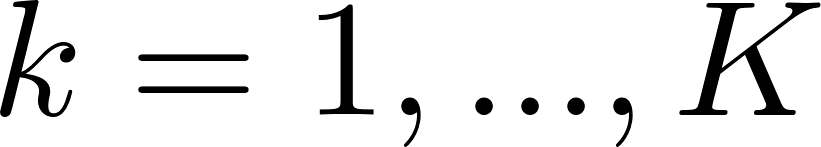 k = 1, ..., K